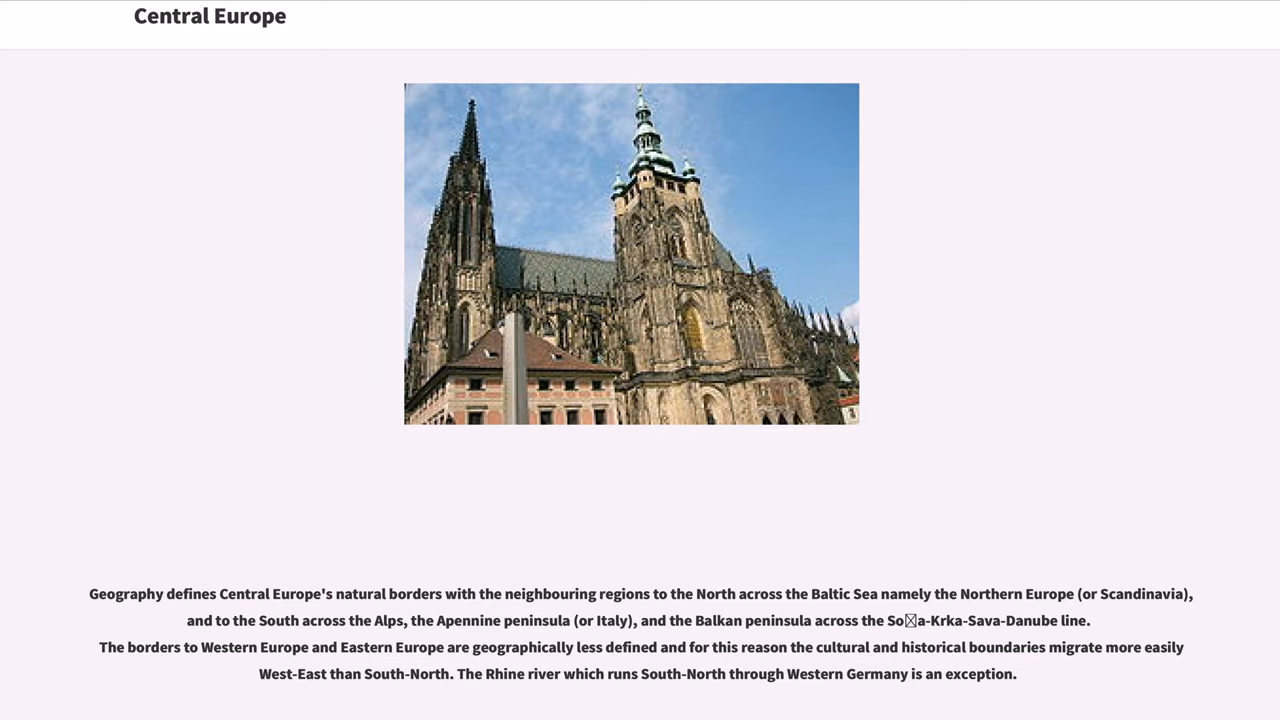 Central Europe
Geography defines Central Europe's natural borders with the neighbouring regions to the North across the Baltic Sea namely the Northern Europe (or Scandinavia),
and to the South across the Alps, the Apennine peninsula (or Italy), and the Balkan peninsula across the So□a-Krka-Sava-Danube line.
The borders to Western Europe and Eastern Europe are geographically less defined and for this reason the cultural and historical boundaries migrate more easily
West-East than South-North. The Rhine river which runs South-North through Western Germany is an exception.